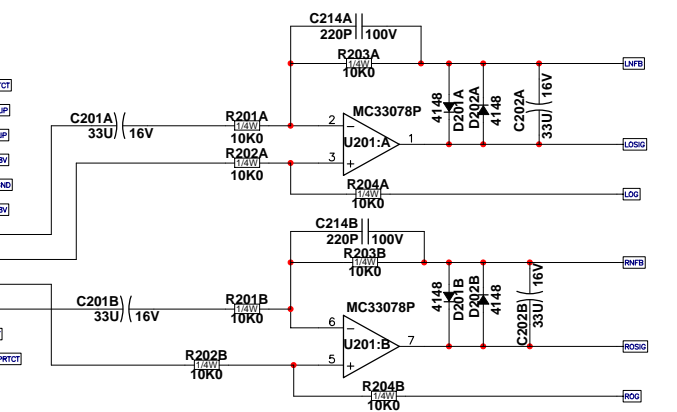 C214A
220P 100V
R203A
1/4W
10K0
LNFB
C201A
33U 16V
R201A
1/4W
10K0
R202A
1/4W
10K0
MC33078P
2
3
1
U201:A
4148
D201A
D202A
4148
C202A
33U 16V
LOSIG
R204A
1/4W
10K0
LOG
C214B
220P 100V
R203B
1/4W
10K0
RNFB
C201B
33U 16V
R201B
1/4W
10K0
R202B
1/4W
10K0
MC33078P
6
5
7
U201:B
4148
D201B
D202B
4148
C202B
33U 16V
ROSIG
R204B
1/4W
10K0
ROG